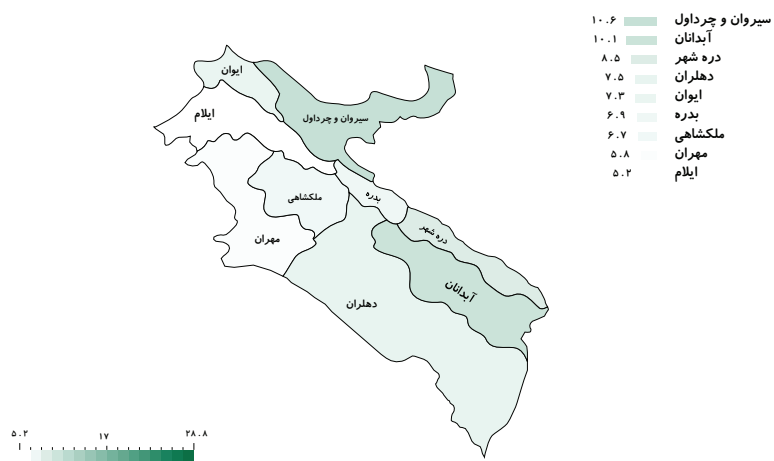 سیروان و چرداول ۱۰.۶
آبدانان ۱۰.۱
دره شهر ۸.۵
دهلران ۷.۵
ایوان ۷.۳
بدره ۶.۹
ملکشاهی ۶.۷
مهران ۵.۸
ایلام ۵.۲
ایوان
ایلام
سیروان و چرداول
ملکشاهی
بدره
مهران
دره شهر
آبدانان
دهلران
۵.۲ ۱۷ ۲۸.۸